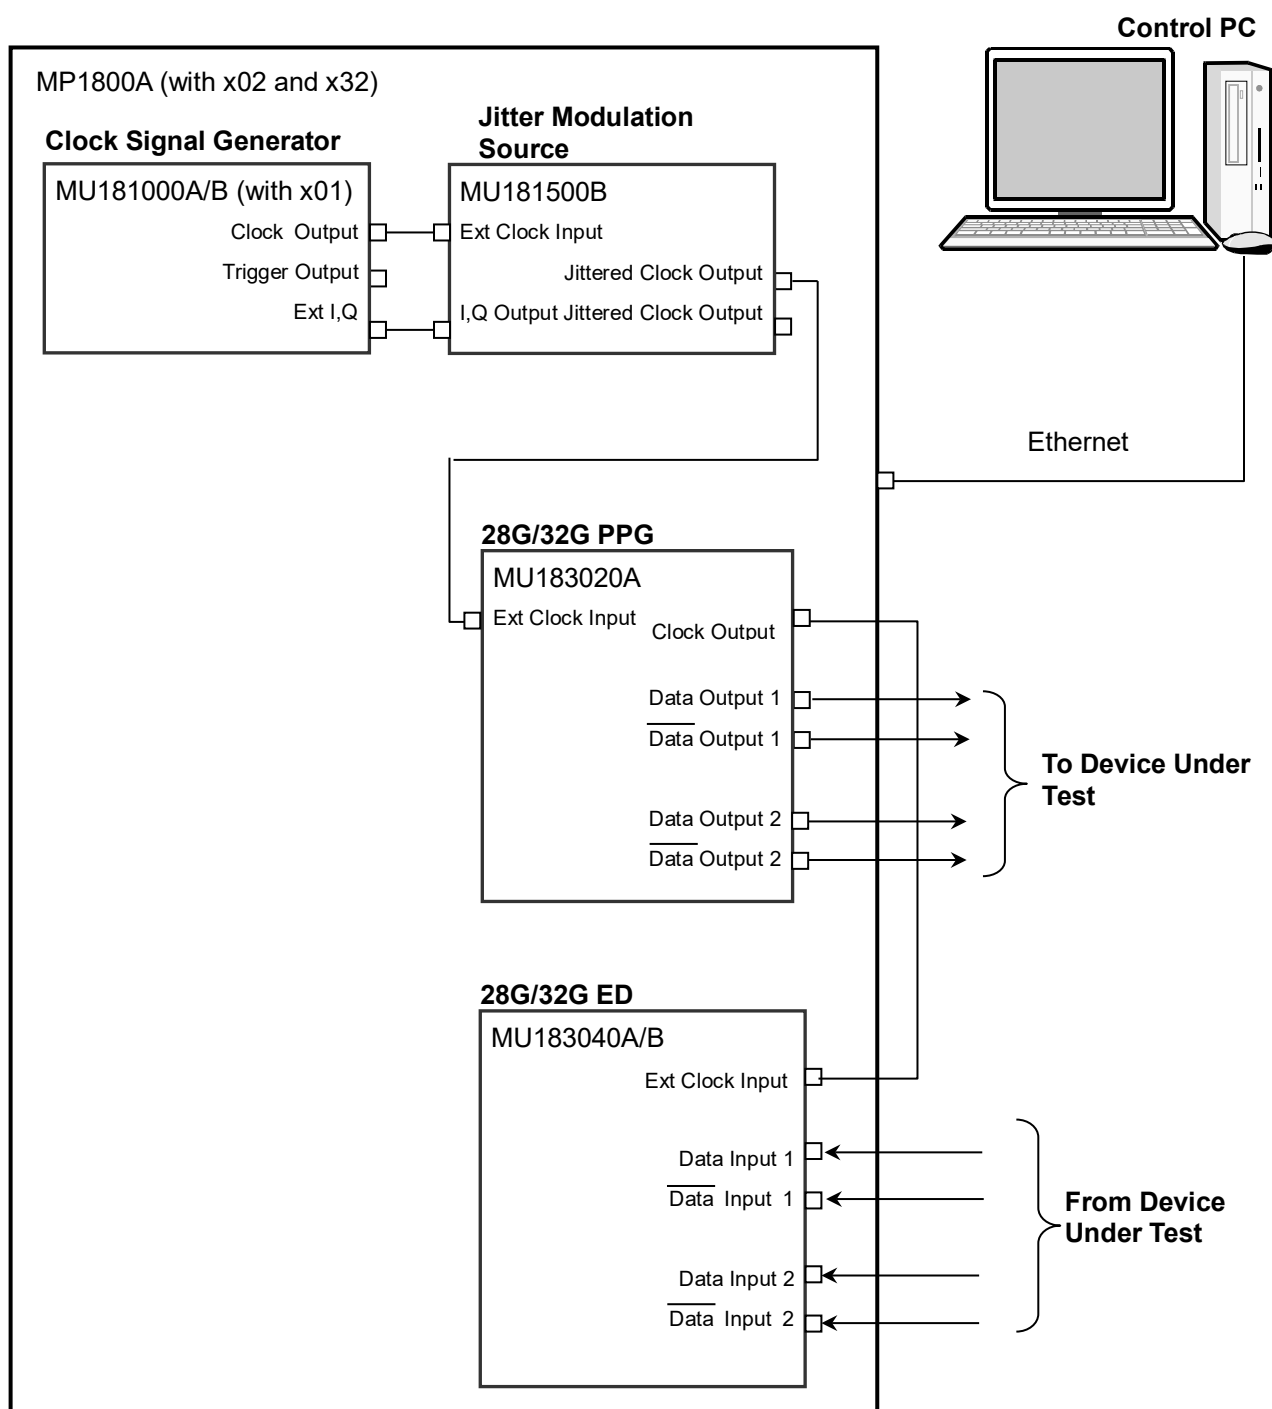 Control PC
MP1800A (with x02 and x32)
Clock Signal Generator
Jitter Modulation
Source
MU181000A/B (with x01)
Clock Output
Trigger Output
Ext I,Q
MU181500B
Ext Clock Input
Jittered Clock Output
I,Q Output Jittered Clock Output
Ethernet
28G/32G PPG
MU183020A
Ext Clock Input
Clock Output
Data Output 1
Data Output 1
Data Output 2
Data Output 2
To Device Under
Test
28G/32G ED
MU183040A/B
Ext Clock Input
Data Input 1
Data Input 1
Data Input 2
Data Input 2
From Device
Under Test